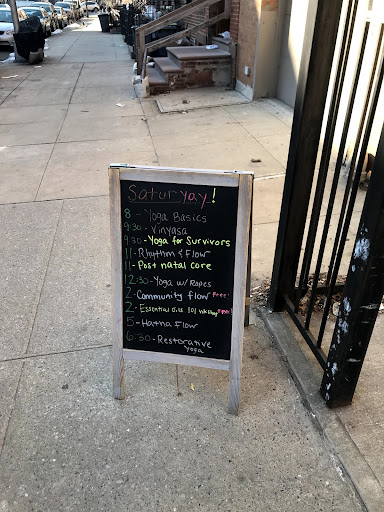 Saturyay!
8 - Yoga Basics
9:30 - Vinyasa
9:30 - Yoga for Survivors
11 - Rhythm & Flow
11 - Post natal core
12:30 - Yoga w/ Ropes
2 - Community flow FREE!
2 - Essential oils 101 wkshop FREE!
5 - Hatha Flow
6:30 - Restorative
Yoga